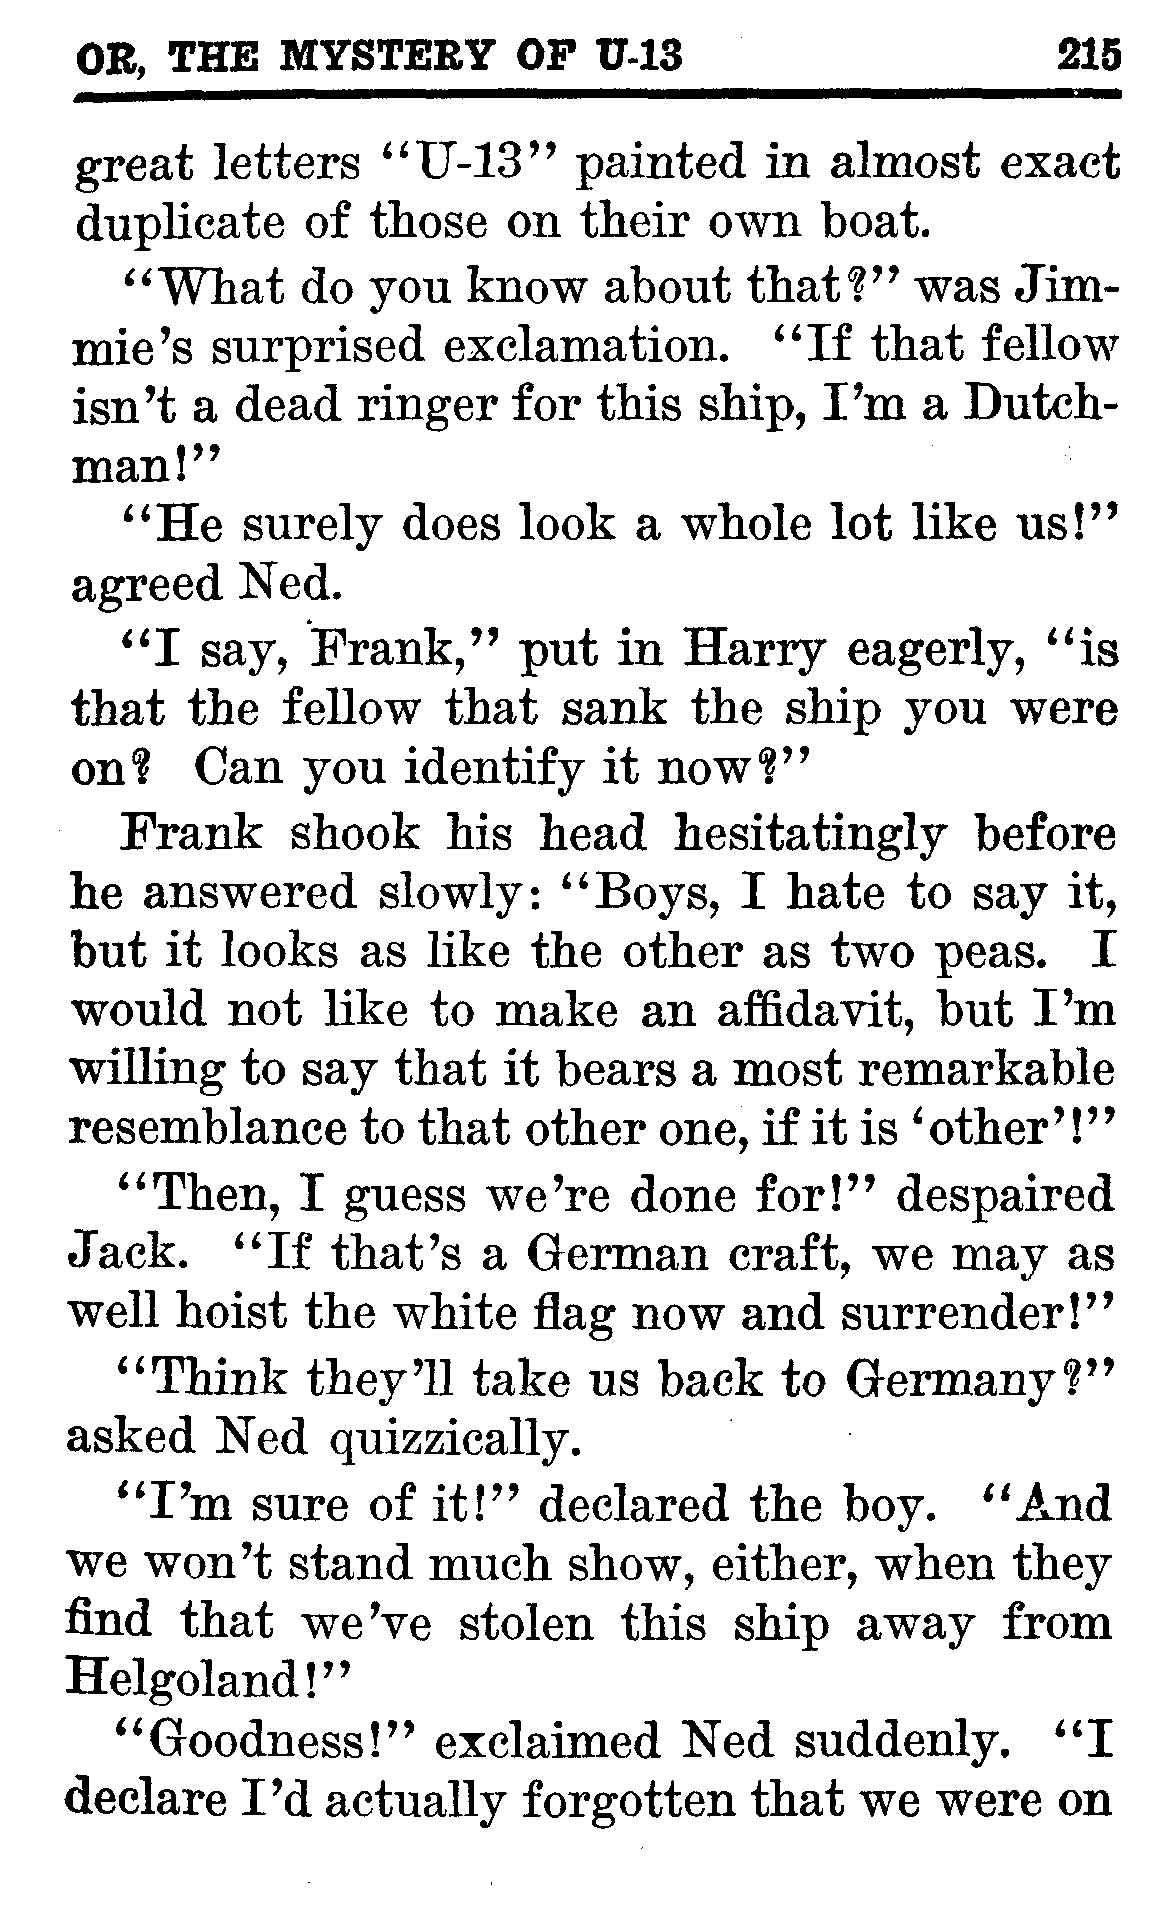 OR, THE MYSTERY OF U-13 215
great letters “U-13” painted in almost exact
duplicate of those on their own boat.
“What do you know about that?” was Jim-
mie’s surprised exclamation. “If that fellow
isn’t a dead ringer for this ship, I’m a Dutch-
man!”
“He surely does look a whole lot like us!”
agreed Ned.
“I say, Frank,” put in Harry eagerly, “is
that the fellow that sank the ship you were
on? Can you identify it now?”
Frank shook his head hesitatingly before
he answered slowly: “Boys, I hate to say it,
but it looks as like the other as two peas. I
would not like to make an affidavit, but I’m
willing to say that it bears a most remarkable
resemblance to that other one, if it is ‘other’!”
“Then, I guess we’re done for!” despaired
Jack. “If that’s a German craft, we may as
well hoist the white flag now and surrender!”
“Think they’ll take us back to Germany?”
asked Ned quizzically.
“I’m sure of it!” declared the boy. “And
we won’t stand much show, either, when they
find that we’ve stolen this ship away from
Helgoland!”
“Goodness!” exclaimed Ned suddenly. “I
declare I’d actually forgotten that we were on